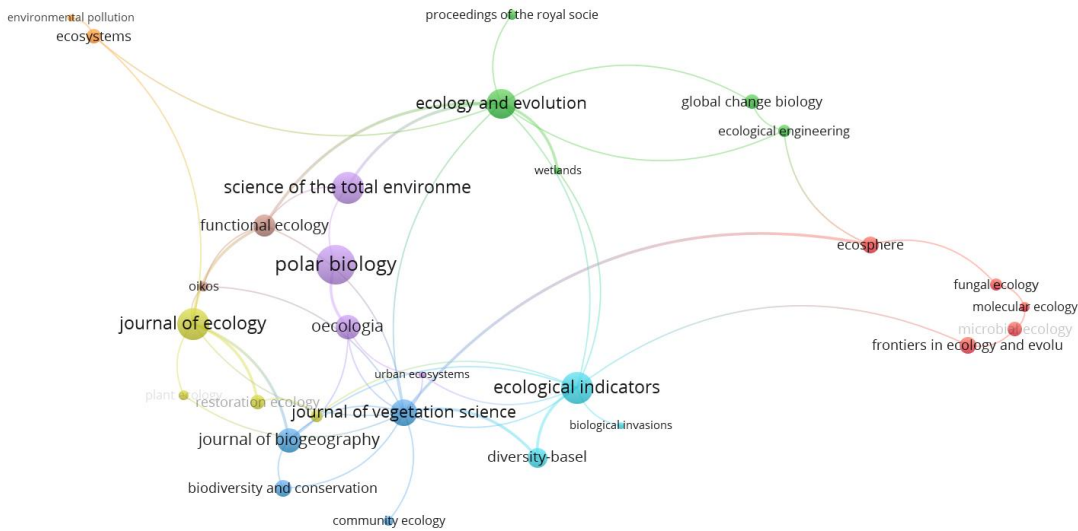 environmental pollution
proceedings of the royal socie
ecosystems
ecology and evolution
global change biology
ecological engineering
wetlands
science of the total environme
functional ecology
ecosphere
polar biology
oikos
fungal ecology
molecular ecology
journal of ecology
oecologia
microbial ecology
frontiers in ecology and evolu
urban ecosystems
ecological indicators
plant ecology
restoration ecology
journal of vegetation science
biological invasions
journal of biogeography
diversity-basel
biodiversity and conservation
community ecology